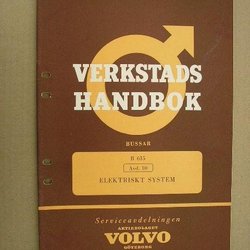 VERKSTADS
HANDBOK
BUSSAR
B 635
Avd. 10
ELEKTRISKT SYSTEM
Serviceavdelningen
AKTIEBOLAGET
VOLVO
GÖTEBORG